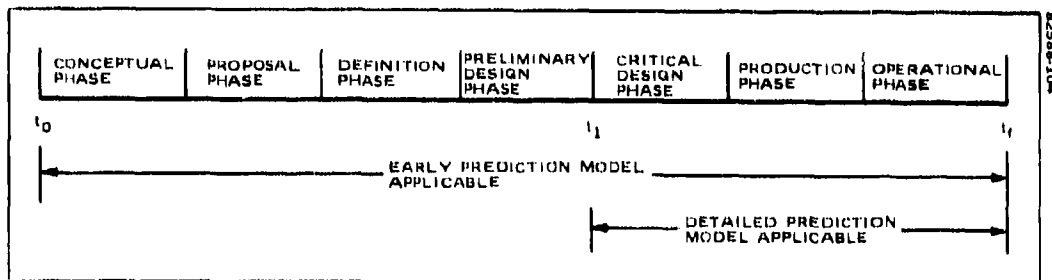 CONCEPTUAL
PHASE
PROPOSAL
PHASE
DEFINITION
PHASE
PRELIMINARY
DESIGN
PHASE
CRITICAL
DESIGN
PHASE
PRODUCTION
PHASE
OPERATIONAL
PHASE
t0
t1
tf
EARLY PREDICTION MODEL
APPLICABLE
DETAILED PREDICTION
MODEL APPLICABLE